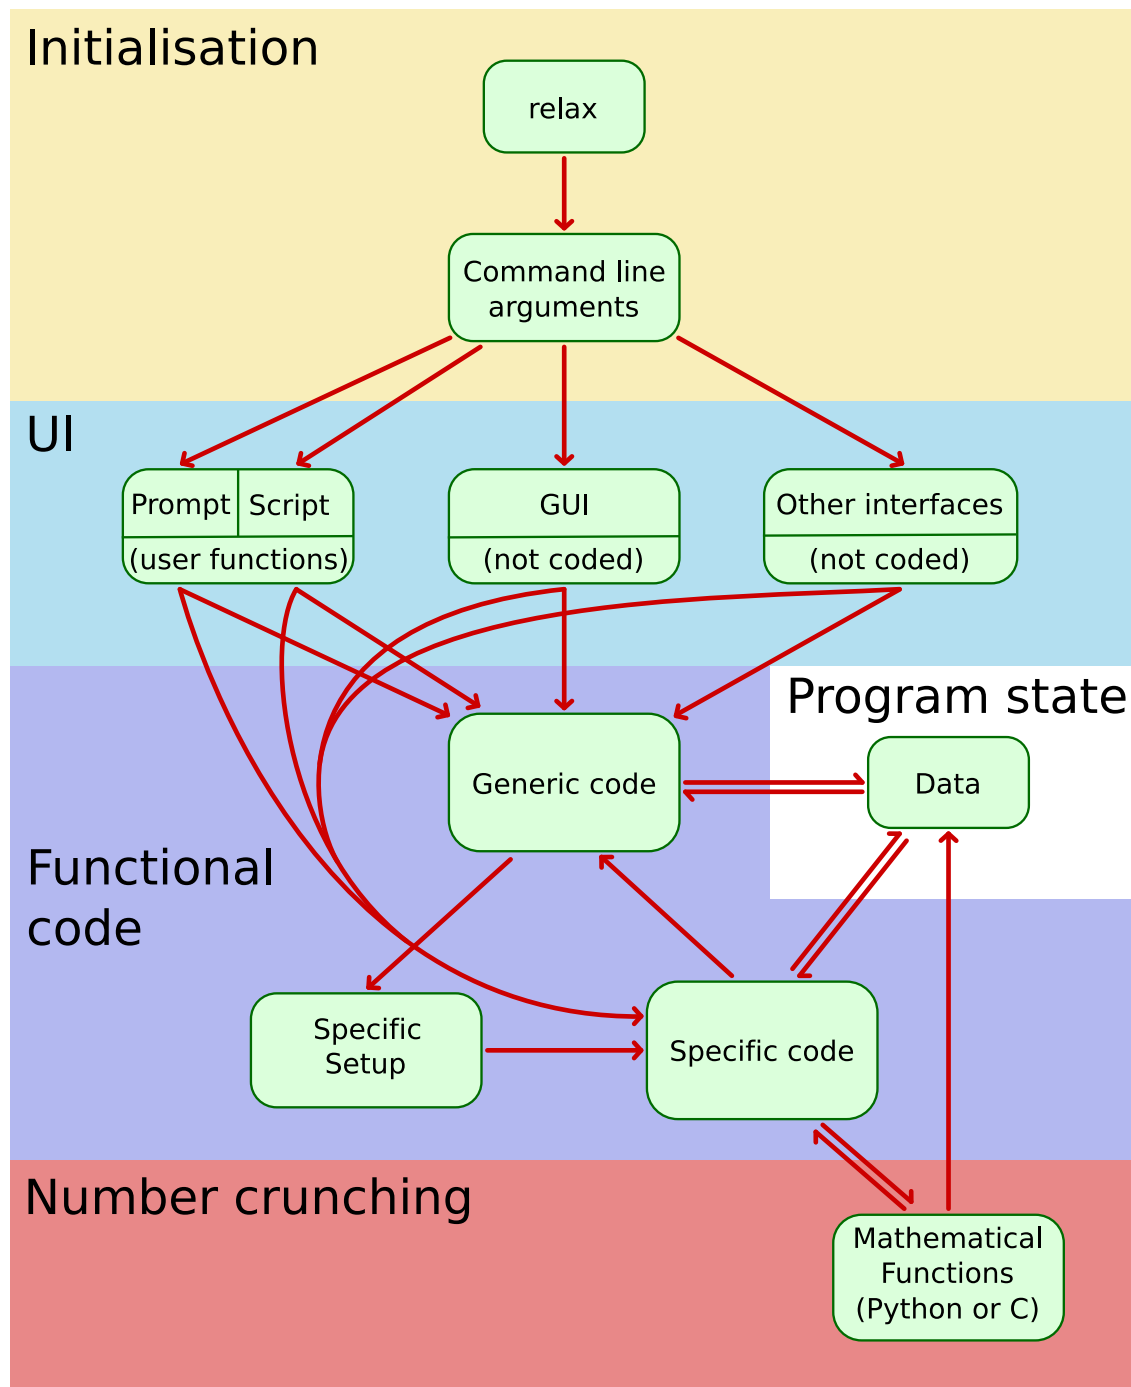 Initialisation
relax
Command line
arguments
UI
Prompt
Script
(user functions)
GUI
(not coded)
Other interfaces
(not coded)
Program state
Generic code
Data
Functional
code
Specific
Setup
Specific code
Number crunching
Mathematical
Functions
(Python or C)